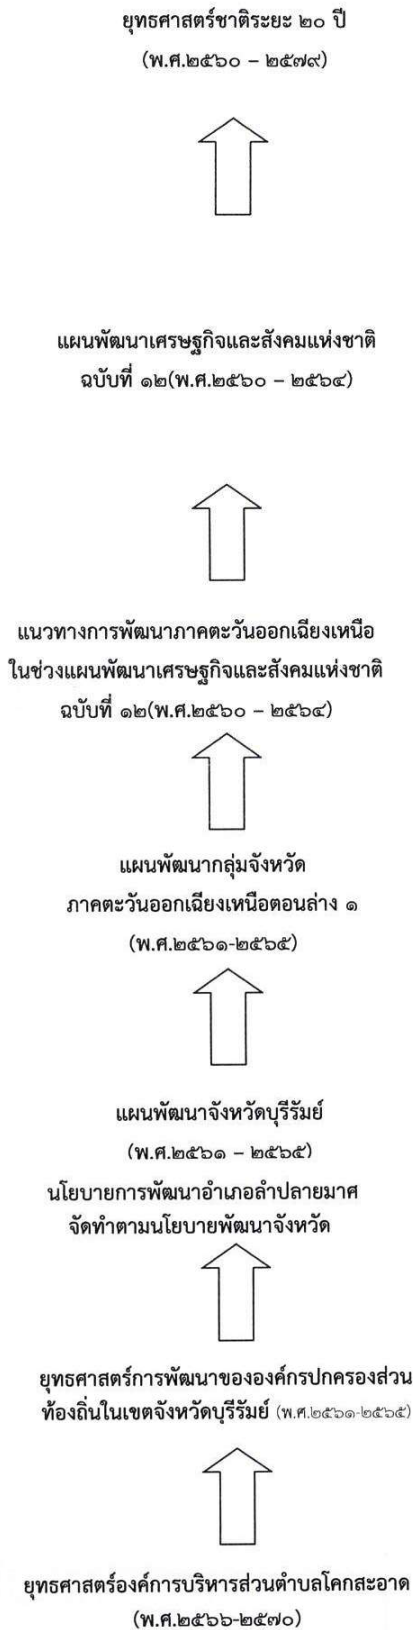 ยุทธศาสตร์ชาติระยะ ๒๐ ปี
(พ.ศ.๒๕๖๐ – ๒๕๗๙)
แผนพัฒนาเศรษฐกิจและสังคมแห่งชาติ
ฉบับที่ ๑๒(พ.ศ.๒๕๖๐ – ๒๕๖๔)
แนวทางการพัฒนาภาคตะวันออกเฉียงเหนือ
ในช่วงแผนพัฒนาเศรษฐกิจและสังคมแห่งชาติ
ฉบับที่ ๑๒(พ.ศ.๒๕๖๐ – ๒๕๖๔)
แผนพัฒนากลุ่มจังหวัด
ภาคตะวันออกเฉียงเหนือตอนล่าง ๑
(พ.ศ.๒๕๖๑-๒๕๖๕)
แผนพัฒนาจังหวัดบุรีรัมย์
(พ.ศ.๒๕๖๑ – ๒๕๖๕)
นโยบายการพัฒนาอำเภอลำปลายมาศ
จัดทำตามนโยบายพัฒนาจังหวัด
ยุทธศาสตร์การพัฒนาขององค์กรปกครองส่วน
ท้องถิ่นในเขตจังหวัดบุรีรัมย์ (พ.ศ.๒๕๖๑-๒๕๖๕)
ยุทธศาสตร์องค์การบริหารส่วนตำบลโคกสะอาด
(พ.ศ.๒๕๖๖-๒๕๗๐)